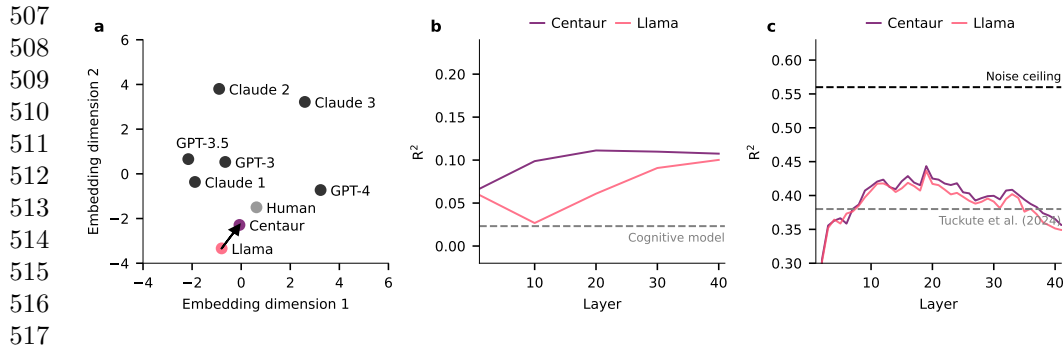 507
508
509
510
511
512
513
514
515
516
517
a
6
4
2
0
−2
−4
−4 −2 0 2 4 6
Embedding dimension 2
Embedding dimension 1
Claude 2
Claude 3
GPT-3.5
GPT-3
Claude 1
GPT-4
Human
Centaur
Llama
b
Centaur Llama
0.20
0.15
0.10
0.05
0.00
R²
Cognitive model
10 20 30 40
Layer
c
Centaur Llama
0.60
0.55
0.50
0.45
0.40
0.35
0.30
R²
Noise ceiling
Tuckute et al. (2024)
10 20 30 40
Layer